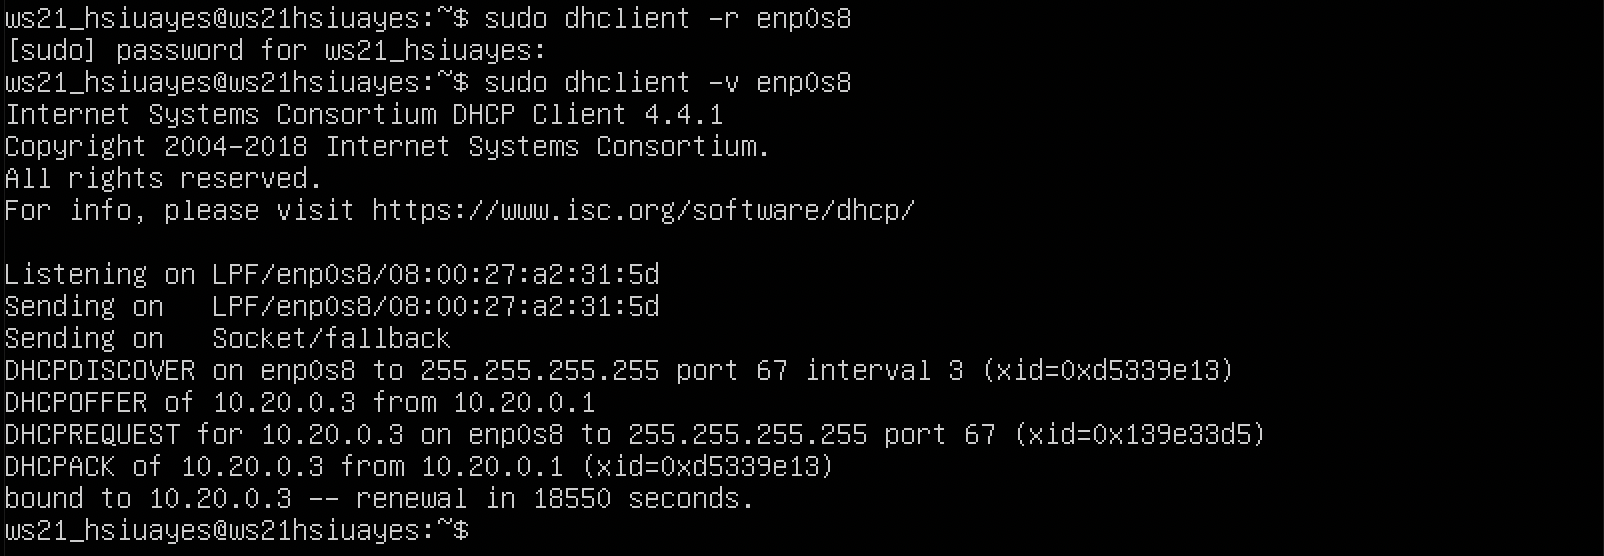 ws21_hsiuayes@ws21hsiuayes:~$ sudo dhclient -r enp0s8
[sudo] password for ws21_hsiuayes:
ws21_hsiuayes@ws21hsiuayes:~$ sudo dhclient -v enp0s8
Internet Systems Consortium DHCP Client 4.4.1
Copyright 2004-2018 Internet Systems Consortium.
All rights reserved.
For info, please visit https://www.isc.org/software/dhcp/

Listening on LPF/enp0s8/08:00:27:a2:31:5d
Sending on   LPF/enp0s8/08:00:27:a2:31:5d
Sending on   Socket/fallback
DHCPDISCOVER on enp0s8 to 255.255.255.255 port 67 interval 3 (xid=0xd5339e13)
DHCPOFFER of 10.20.0.3 from 10.20.0.1
DHCPREQUEST for 10.20.0.3 on enp0s8 to 255.255.255.255 port 67 (xid=0x139e33d5)
DHCPACK of 10.20.0.3 from 10.20.0.1 (xid=0xd5339e13)
bound to 10.20.0.3 -- renewal in 18550 seconds.
ws21_hsiuayes@ws21hsiuayes:~$